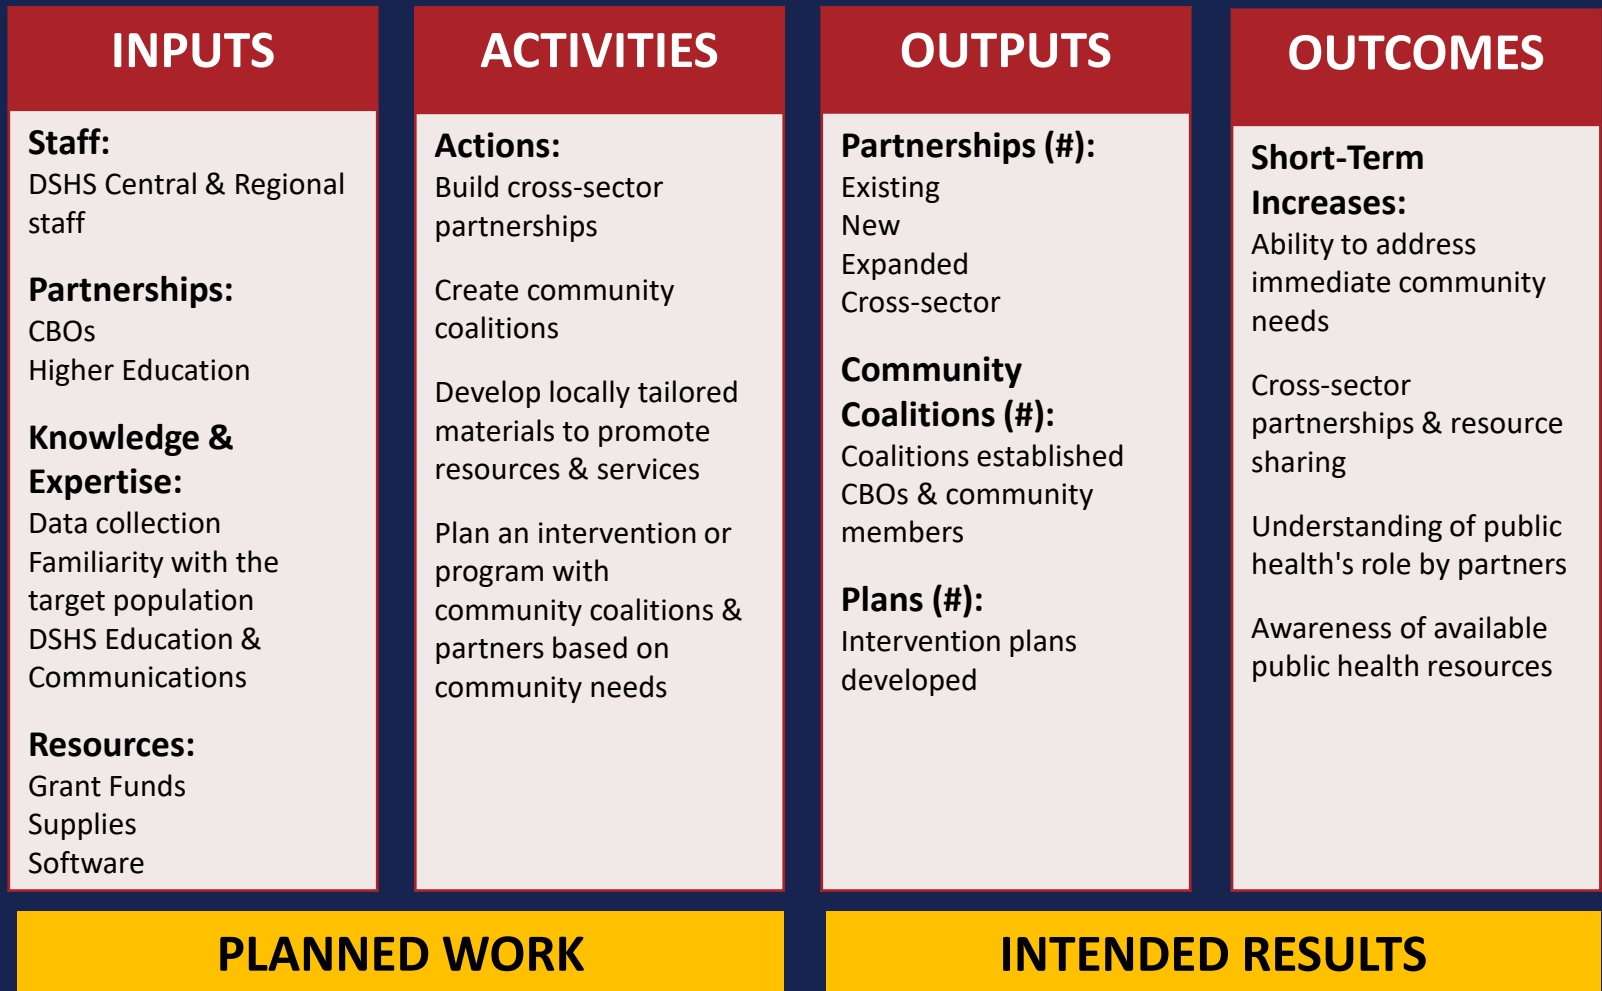 INPUTS
Staff:
DSHS Central & Regional
staff
Partnerships:
CBOs
Higher Education
Knowledge &
Expertise:
Data collection
Familiarity with the
target population
DSHS Education &
Communications
Resources:
Grant Funds
Supplies
Software
ACTIVITIES
Actions:
Build cross-sector
partnerships
Create community
coalitions
Develop locally tailored
materials to promote
resources & services
Plan an intervention or
program with
community coalitions &
partners based on
community needs
OUTPUTS
Partnerships (#):
Existing
New
Expanded
Cross-sector
Community
Coalitions (#):
Coalitions established
CBOs & community
members
Plans (#):
Intervention plans
developed
OUTCOMES
Short-Term
Increases:
Ability to address
immediate community
needs
Cross-sector
partnerships & resource
sharing
Understanding of public
health's role by partners
Awareness of available
public health resources
PLANNED WORK
INTENDED RESULTS